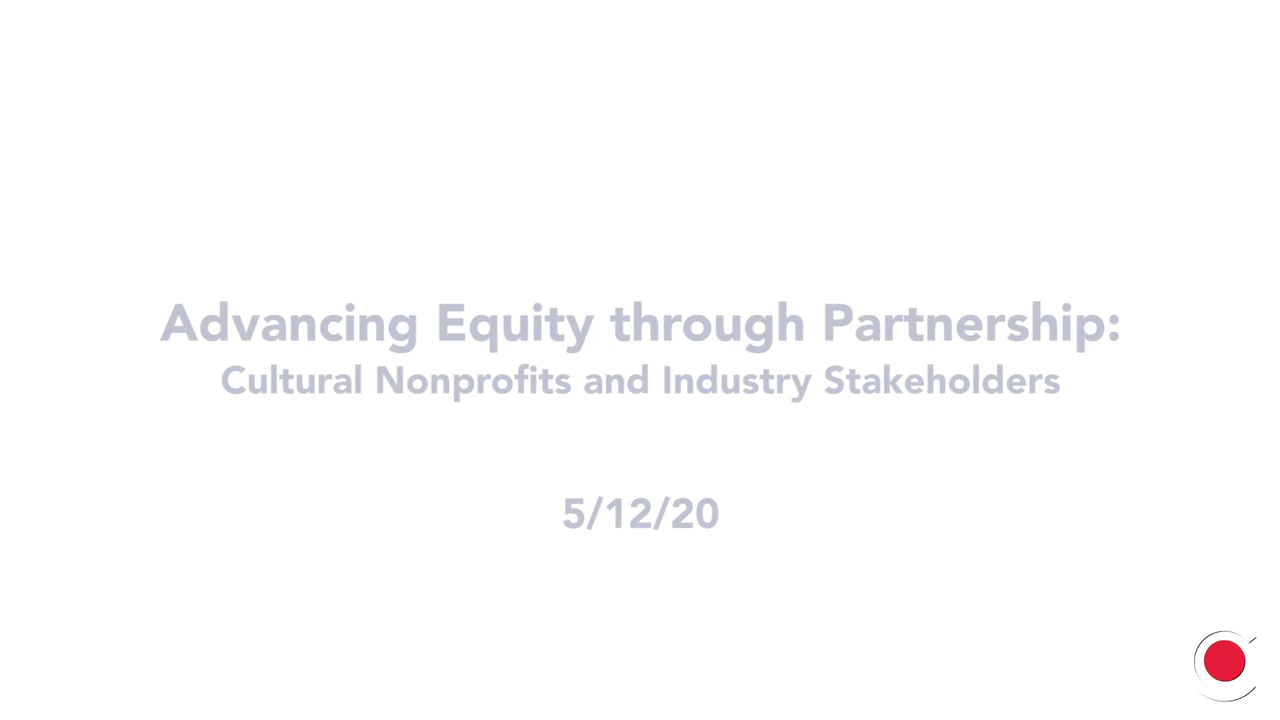 Advancing Equity through Partnership:
Cultural Nonprofits and Industry Stakeholders
5/12/20